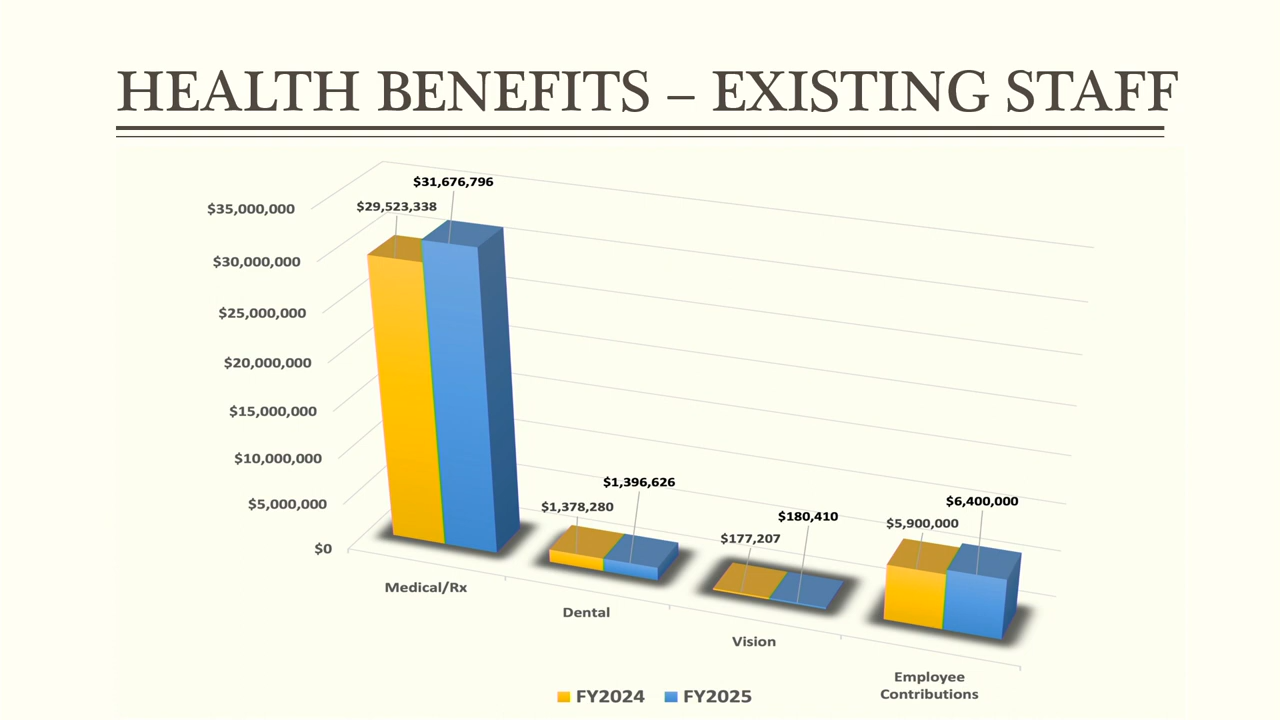 HEALTH BENEFITS – EXISTING STAFF
$31,676,796
$29,523,338
$35,000,000
$30,000,000
$25,000,000
$20,000,000
$15,000,000
$10,000,000
$5,000,000
$0
$1,396,626
$1,378,280
$180,410
$177,207
$6,400,000
$5,900,000
Medical/Rx
Dental
Vision
Employee
Contributions
FY2024 FY2025